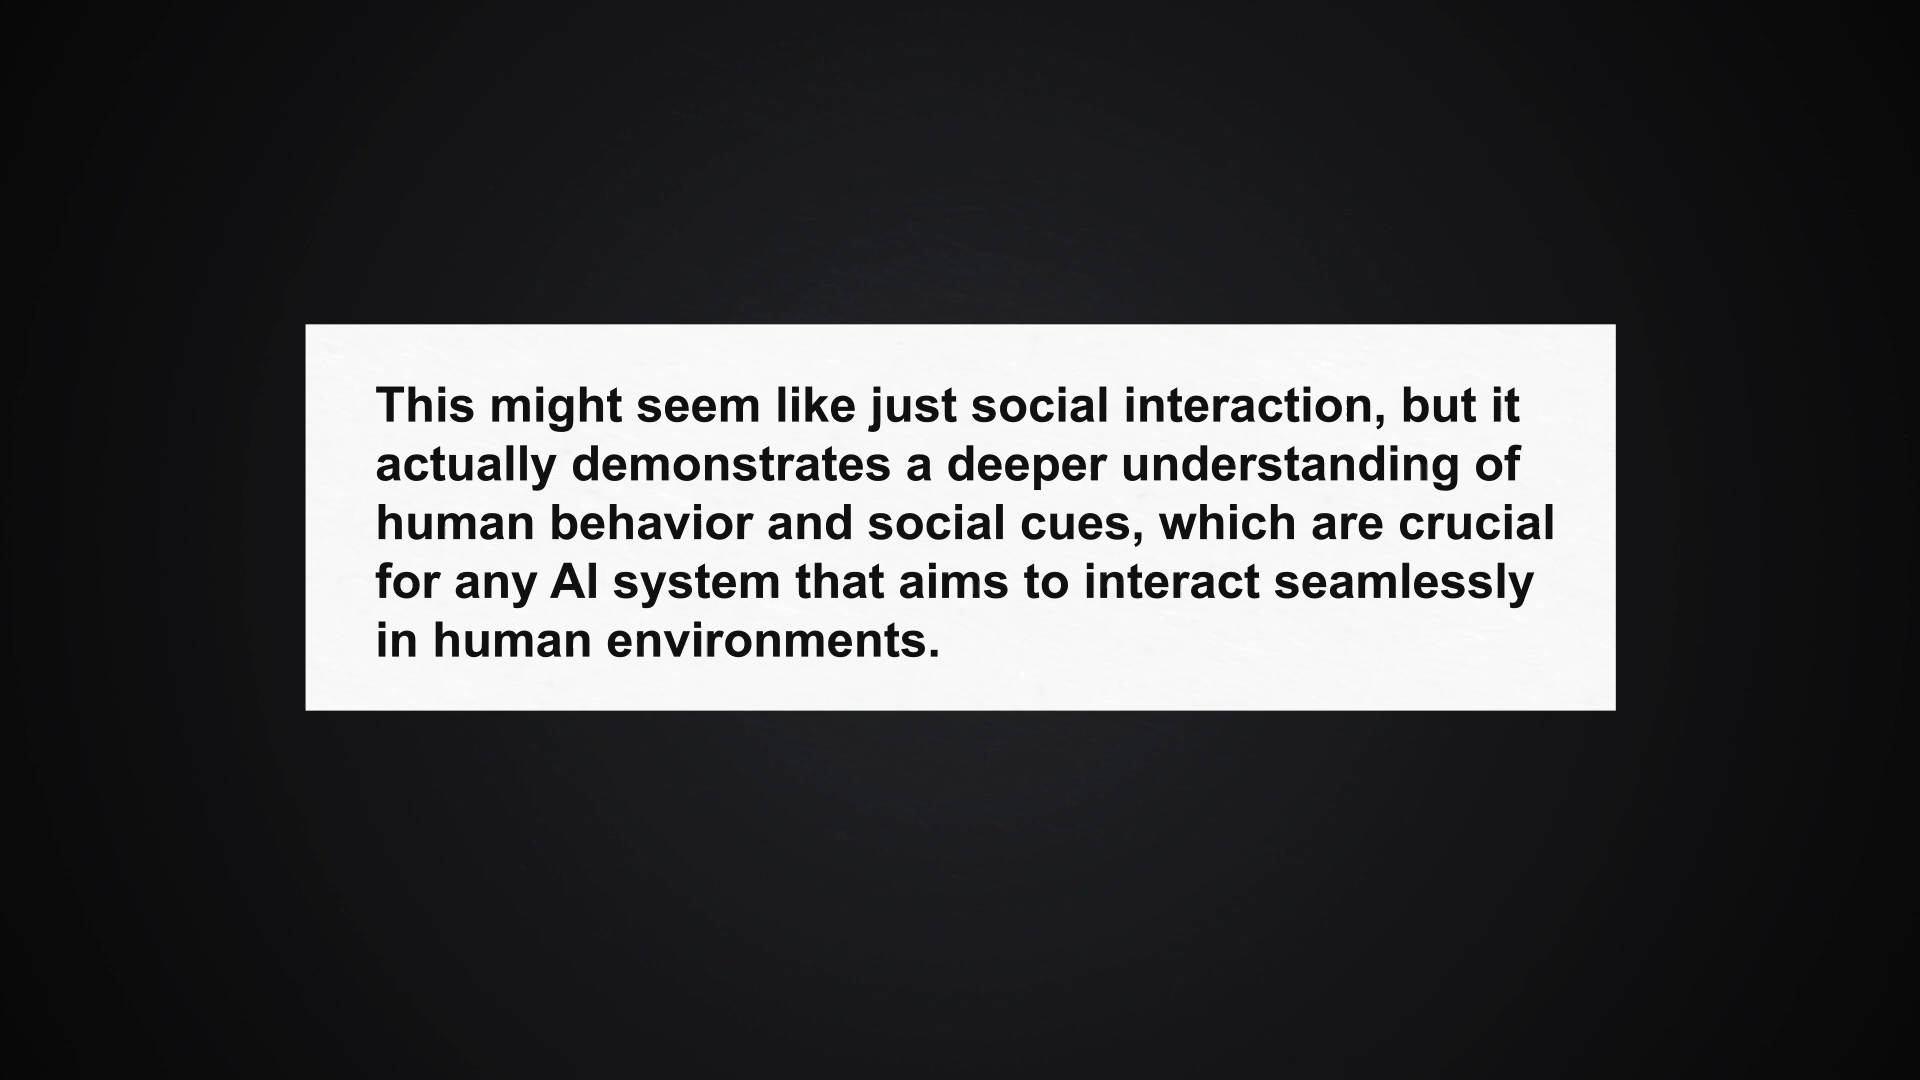 This might seem like just social interaction, but it
actually demonstrates a deeper understanding of
human behavior and social cues, which are crucial
for any AI system that aims to interact seamlessly
in human environments.